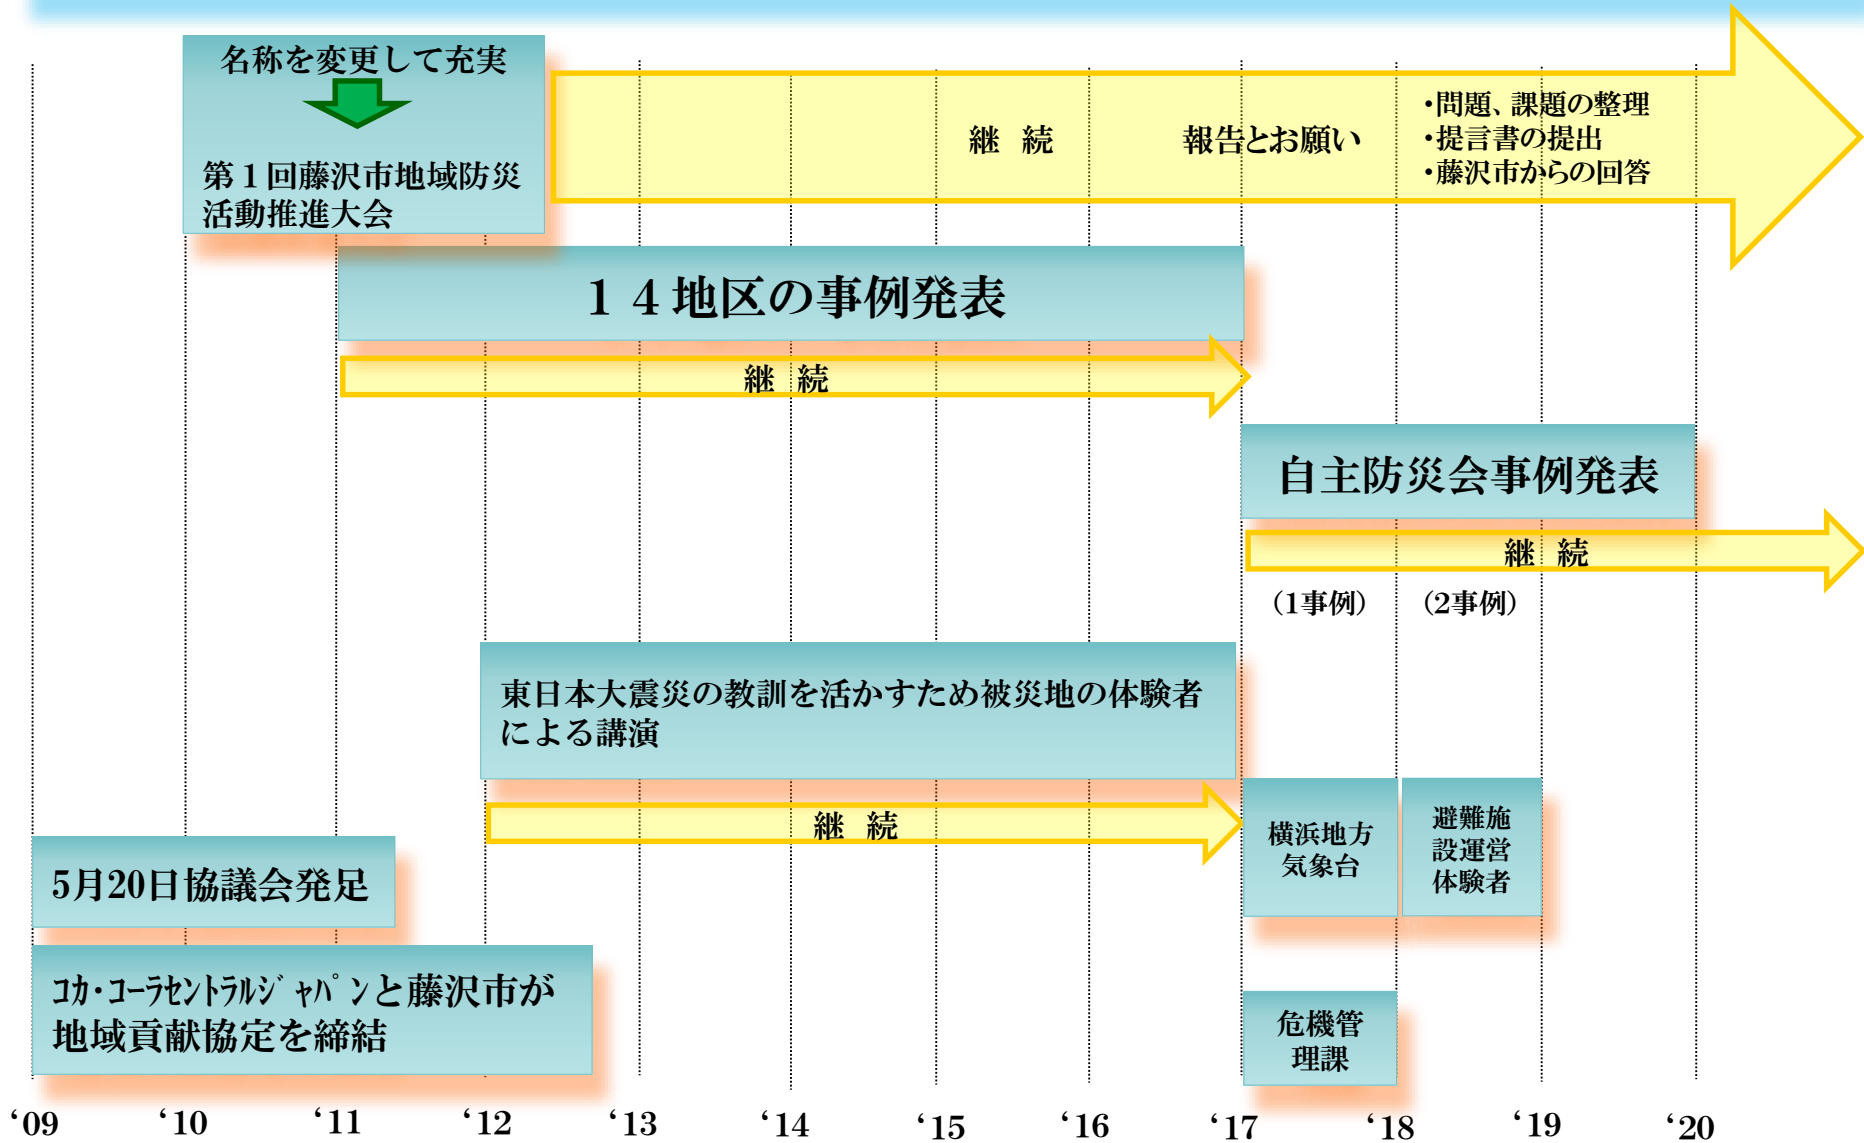 名称を変更して充実
第１回藤沢市地域防災
活動推進大会
継 続
報告とお願い
・問題、課題の整理
・提言書の提出
・藤沢市からの回答
１４地区の事例発表
継 続
自主防災会事例発表
継 続
（1事例）
（2事例）
東日本大震災の教訓を活かすため被災地の体験者
による講演
継 続
横浜地方
気象台
避難施
設運営
体験者
5月20日協議会発足
ｺｶ・ｺｰﾗｾﾝﾄﾗﾙｼﾞｬﾊﾟﾝと藤沢市が
地域貢献協定を締結
危機管
理課
‘09
‘10
‘11
‘12
‘13
‘14
‘15
‘16
‘17
‘18
‘19
‘20